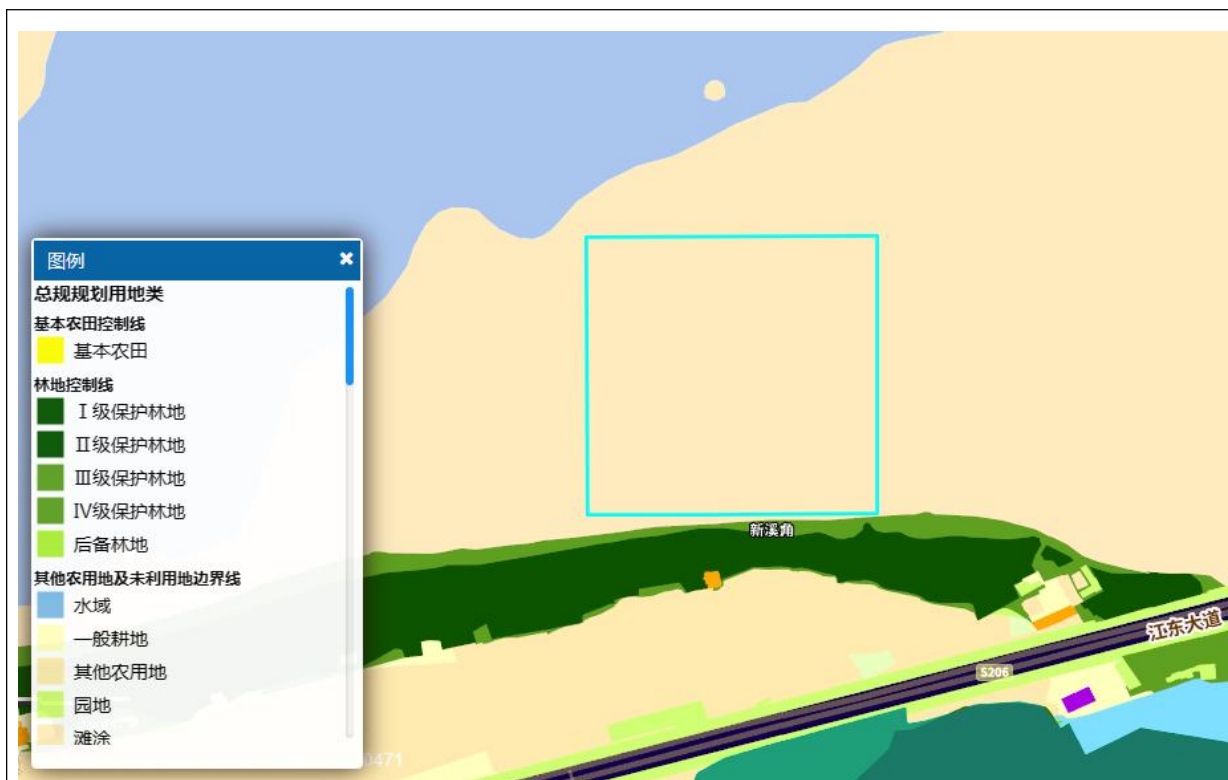 图例
总规规划用地类
基本农田控制线
基本农田
林地控制线
Ⅰ级保护林地
Ⅱ级保护林地
Ⅲ级保护林地
Ⅳ级保护林地
后备林地
其他农用地及未利用地边界线
水域
一般耕地
其他农用地
园地
滩涂
新溪角
江东大道
S206
0471